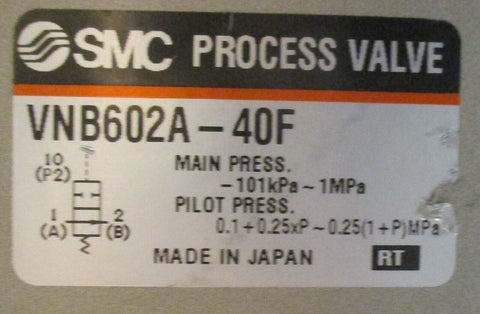 SMC PROCESS VALVE
VNB602A-40F
10
(P2)
MAIN PRESS.
-101kPa~1MPa
1 2
(A) (B)
PILOT PRESS.
0.1+0.25xP~0.25(1+P)MPa
MADE IN JAPAN RT